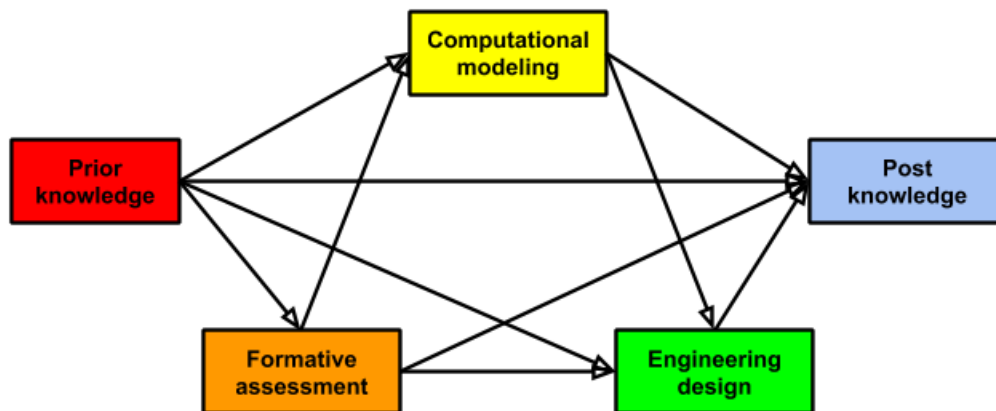 Computational
modeling
Prior
knowledge
Post
knowledge
Formative
assessment
Engineering
design